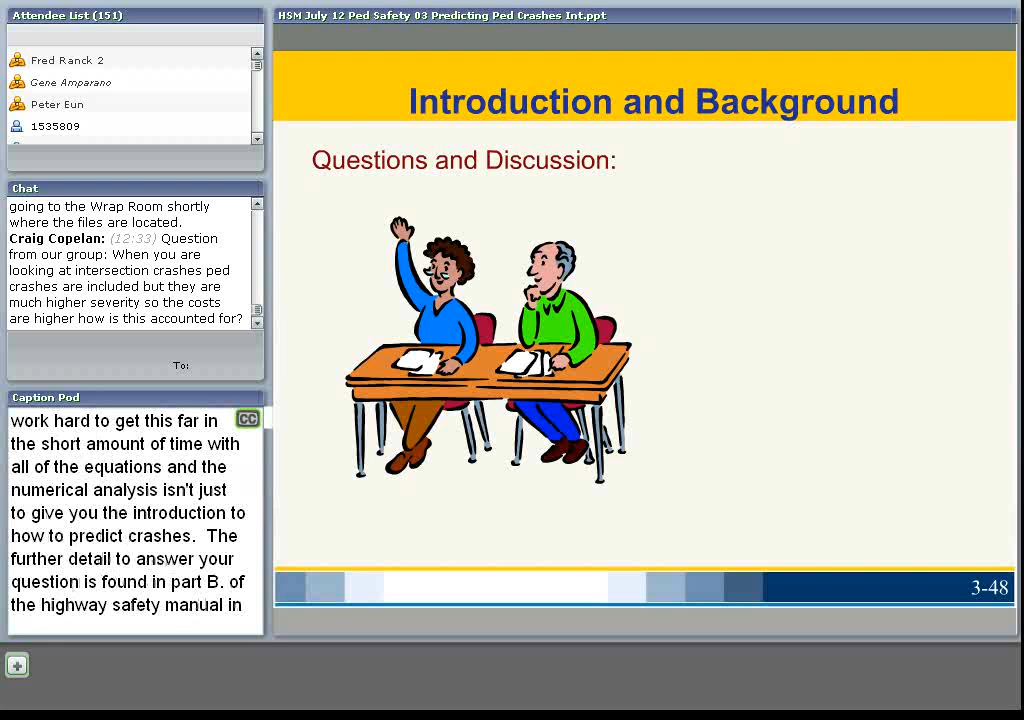 Attendee List (151)
Fred Ranck 2
Gene Amparano
Peter Eun
1535809
Chat
going to the Wrap Room shortly
where the files are located.
Craig Copelan: (12:33) Question
from our group: When you are
looking at intersection crashes ped
crashes are included but they are
much higher severity so the costs
are higher how is this accounted for?
To:
Caption Pod
work hard to get this far in
CC
the short amount of time with
all of the equations and the
numerical analysis isn't just
to give you the introduction to
how to predict crashes. The
further detail to answer your
question is found in part B. of
the highway safety manual in
HSM July 12 Ped Safety 03 Predicting Ped Crashes Int.ppt
Introduction and Background
Questions and Discussion:
3-48